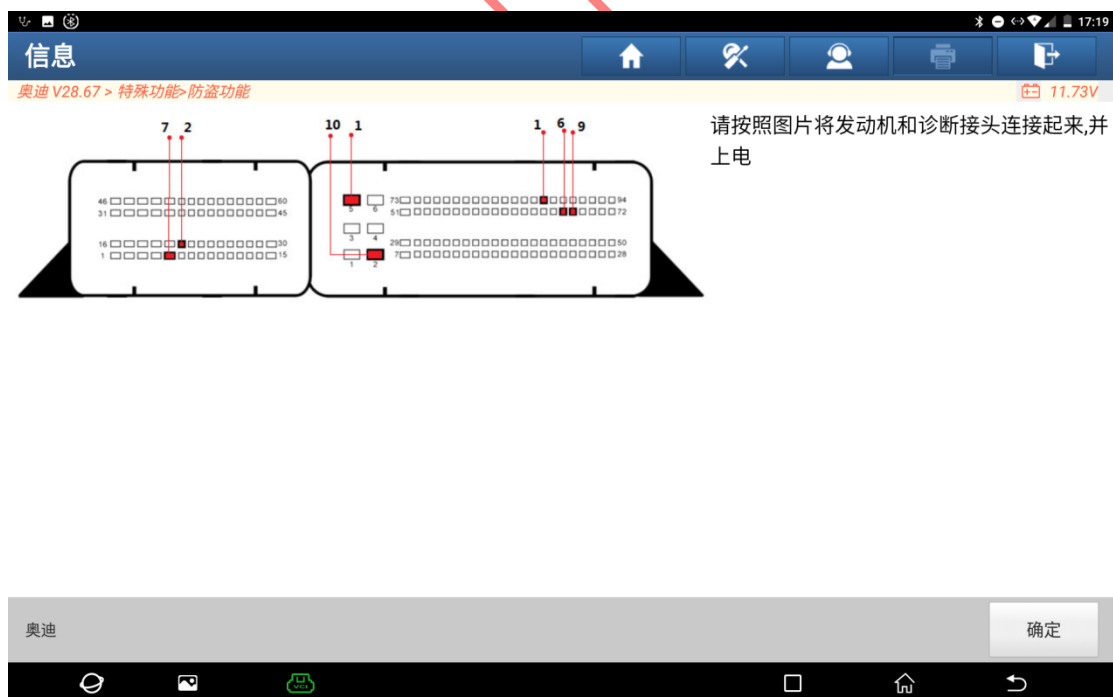 17:19
信息
奥迪 V28.67 > 特殊功能>防盗功能
11.73V
7 2
10 1
1 6 9
请按照图片将发动机和诊断接头连接起来,并
上电
46 60
31 45
16 30
1 15
5 6
3 4
1 2
73 94
51 72
29 50
7 28
奥迪
确定
VCI